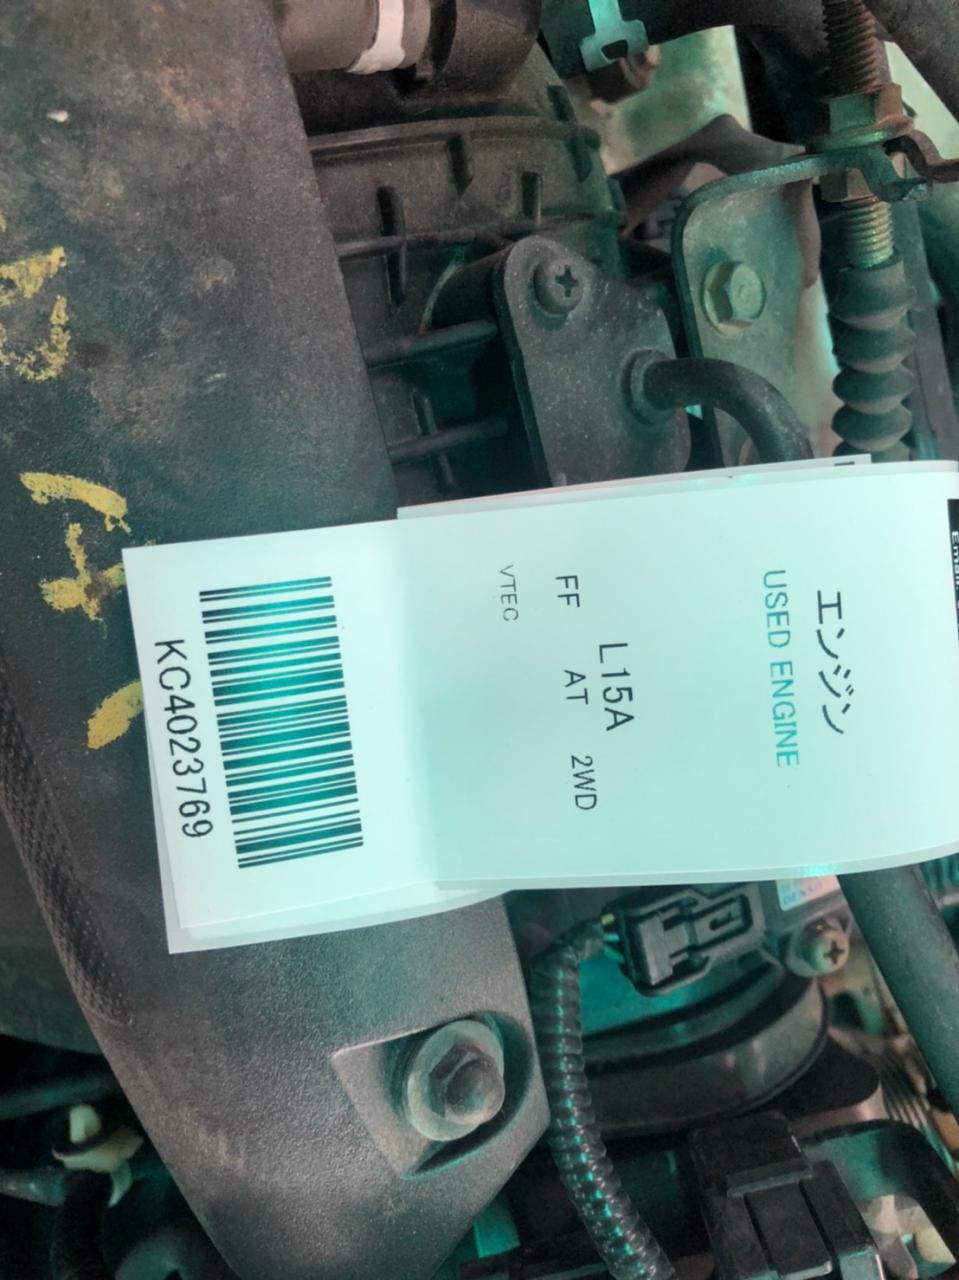 エンジン
USED ENGINE
L15A
FF AT 2WD
VTEC
KC4023769